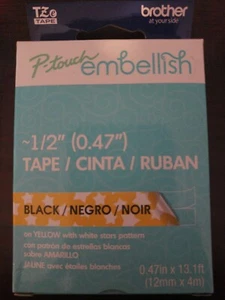 TZe
TAPE
brother
at your side
P-touch
embellish
~1/2" (0.47")
TAPE / CINTA / RUBAN
BLACK / NEGRO / NOIR
on YELLOW with white stars pattern
con patrón de estrellas blancas
sobre AMARILLO
JAUNE avec étoiles blanches
0.47in x 13.1ft
(12mm x 4m)